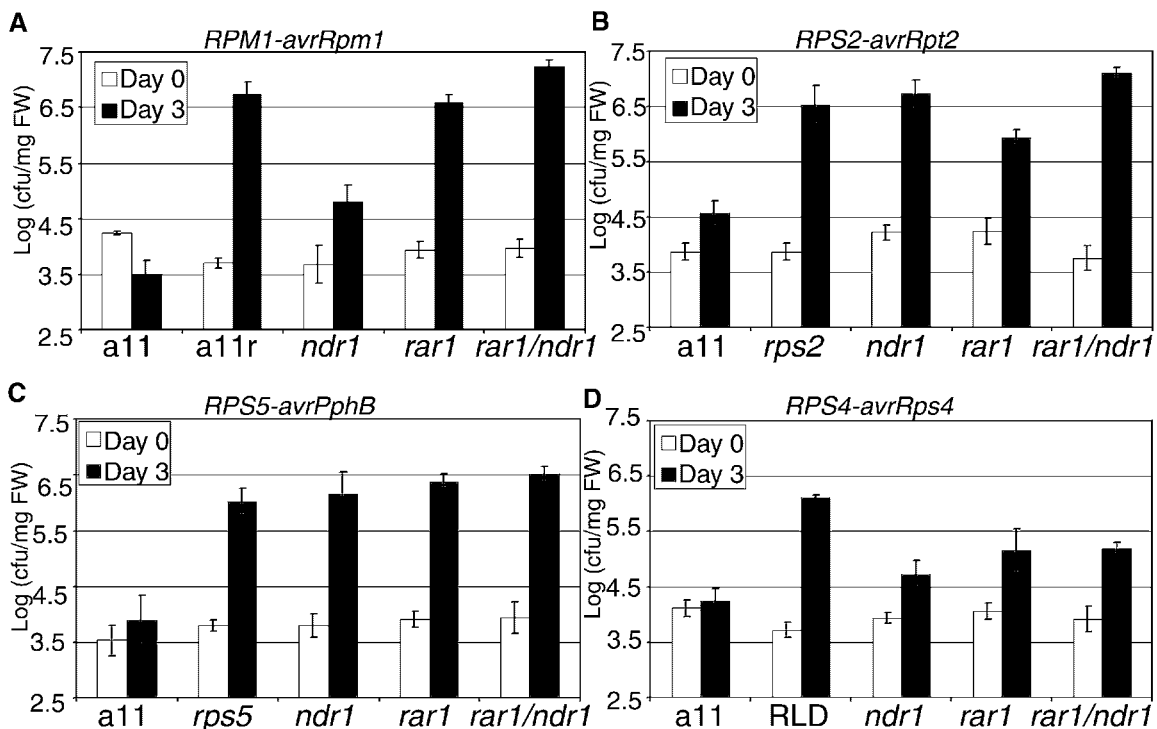 A
RPM1-avrRpm1
7.5
6.5
5.5
4.5
3.5
2.5
Log (cfu/mg FW)
Day 0
Day 3
a11 a11r ndr1 rar1 rar1/ndr1
B
RPS2-avrRpt2
7.5
6.5
5.5
4.5
3.5
2.5
Log (cfu/mg FW)
Day 0
Day 3
a11 rps2 ndr1 rar1 rar1/ndr1
C
RPS5-avrPphB
7.5
6.5
5.5
4.5
3.5
2.5
Log (cfu/mg FW)
Day 0
Day 3
a11 rps5 ndr1 rar1 rar1/ndr1
D
RPS4-avrRps4
7.5
6.5
5.5
4.5
3.5
2.5
Log (cfu/mg FW)
Day 0
Day 3
a11 RLD ndr1 rar1 rar1/ndr1